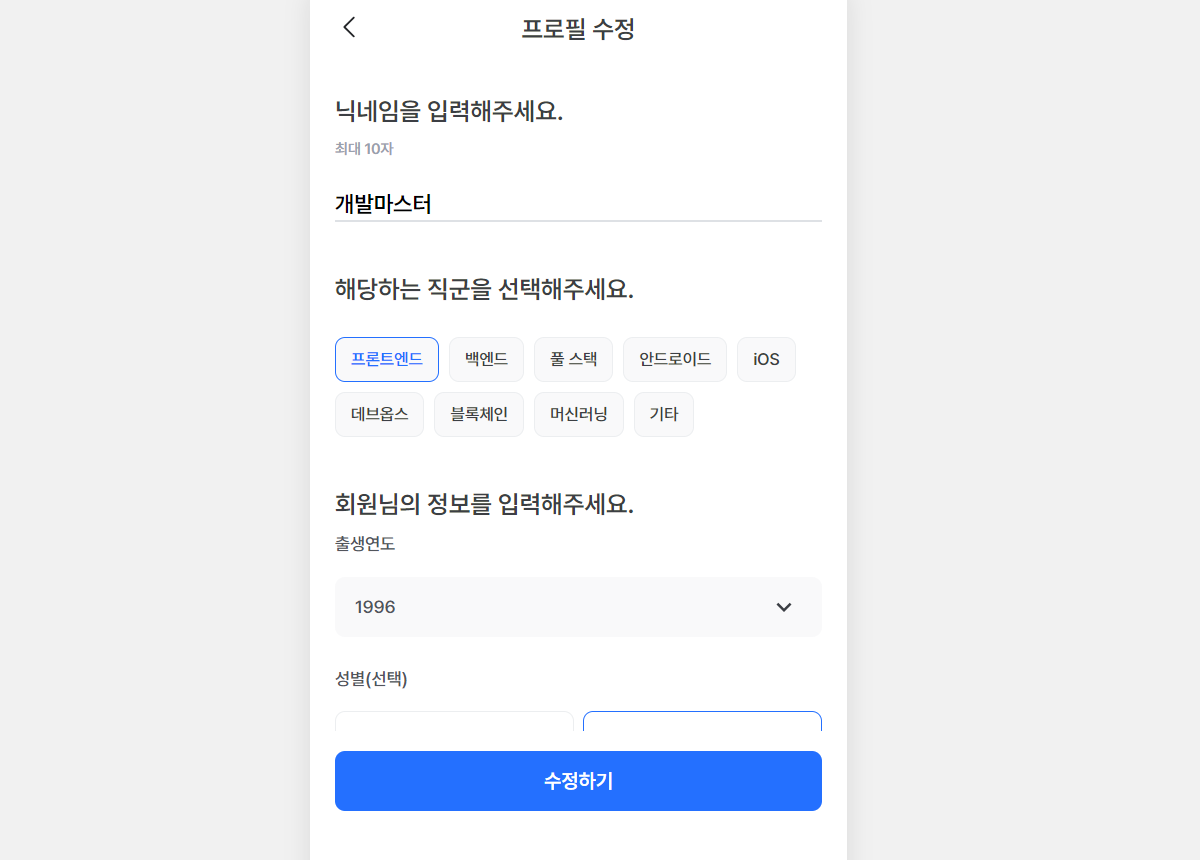 프로필 수정
닉네임을 입력해주세요.
최대 10자
개발마스터
해당하는 직군을 선택해주세요.
프론트엔드 백엔드 풀 스택 안드로이드 iOS
데브옵스 블록체인 머신러닝 기타
회원님의 정보를 입력해주세요.
출생연도
1996
성별(선택)
수정하기